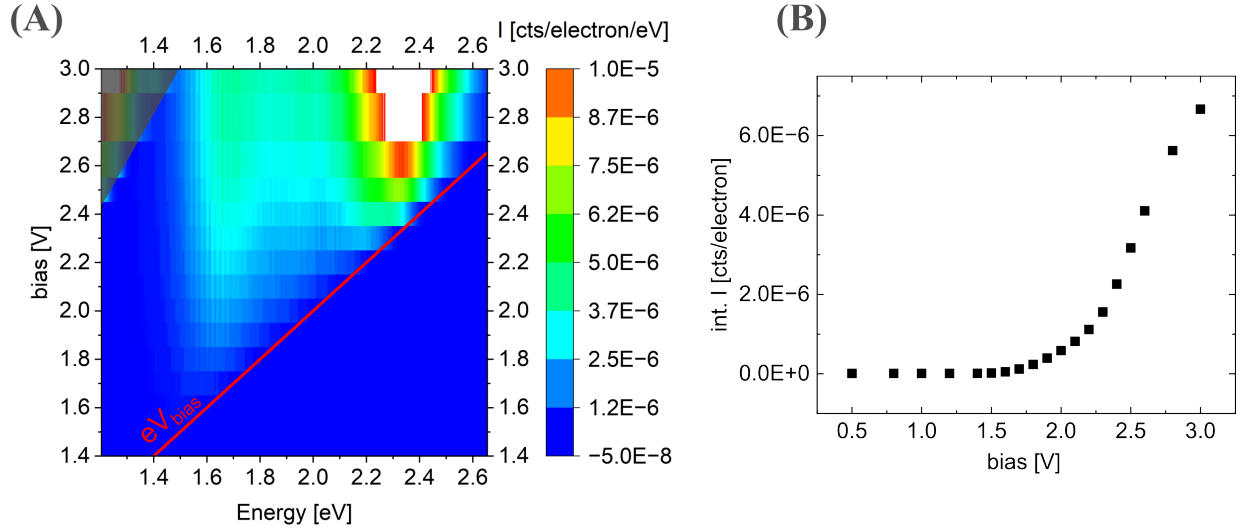 (A)
I [cts/electron/eV]
1.4 1.6 1.8 2.0 2.2 2.4 2.6
3.0 3.0 1.0E-5
2.8 2.8 8.7E-6
2.6 2.6 7.5E-6
2.4 2.4 6.2E-6
2.2 2.2 5.0E-6
2.0 2.0 3.7E-6
1.8 1.8 2.5E-6
1.6 1.6 1.2E-6
1.4 1.4 −5.0E-8
bias [V]
eVbias
1.4 1.6 1.8 2.0 2.2 2.4 2.6
Energy [eV]
(B)
6.0E-6
4.0E-6
2.0E-6
0.0E+0
int. I [cts/electron]
0.5 1.0 1.5 2.0 2.5 3.0
bias [V]